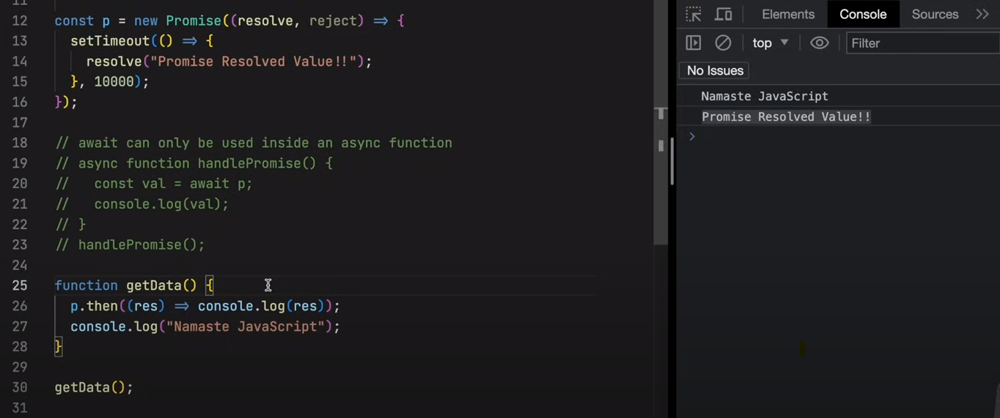 11
12 const p = new Promise((resolve, reject) => {
13 setTimeout(() => {
14 resolve("Promise Resolved Value!!");
15 }, 10000);
16 });
17
18 // await can only be used inside an async function
19 // async function handlePromise() {
20 // const val = await p;
21 // console.log(val);
22 // }
23 // handlePromise();
24
25 function getData() {
26 p.then((res) => console.log(res));
27 console.log("Namaste JavaScript");
28 }
29
30 getData();
31
Elements Console Sources
top Filter
No Issues
Namaste JavaScript
Promise Resolved Value!!